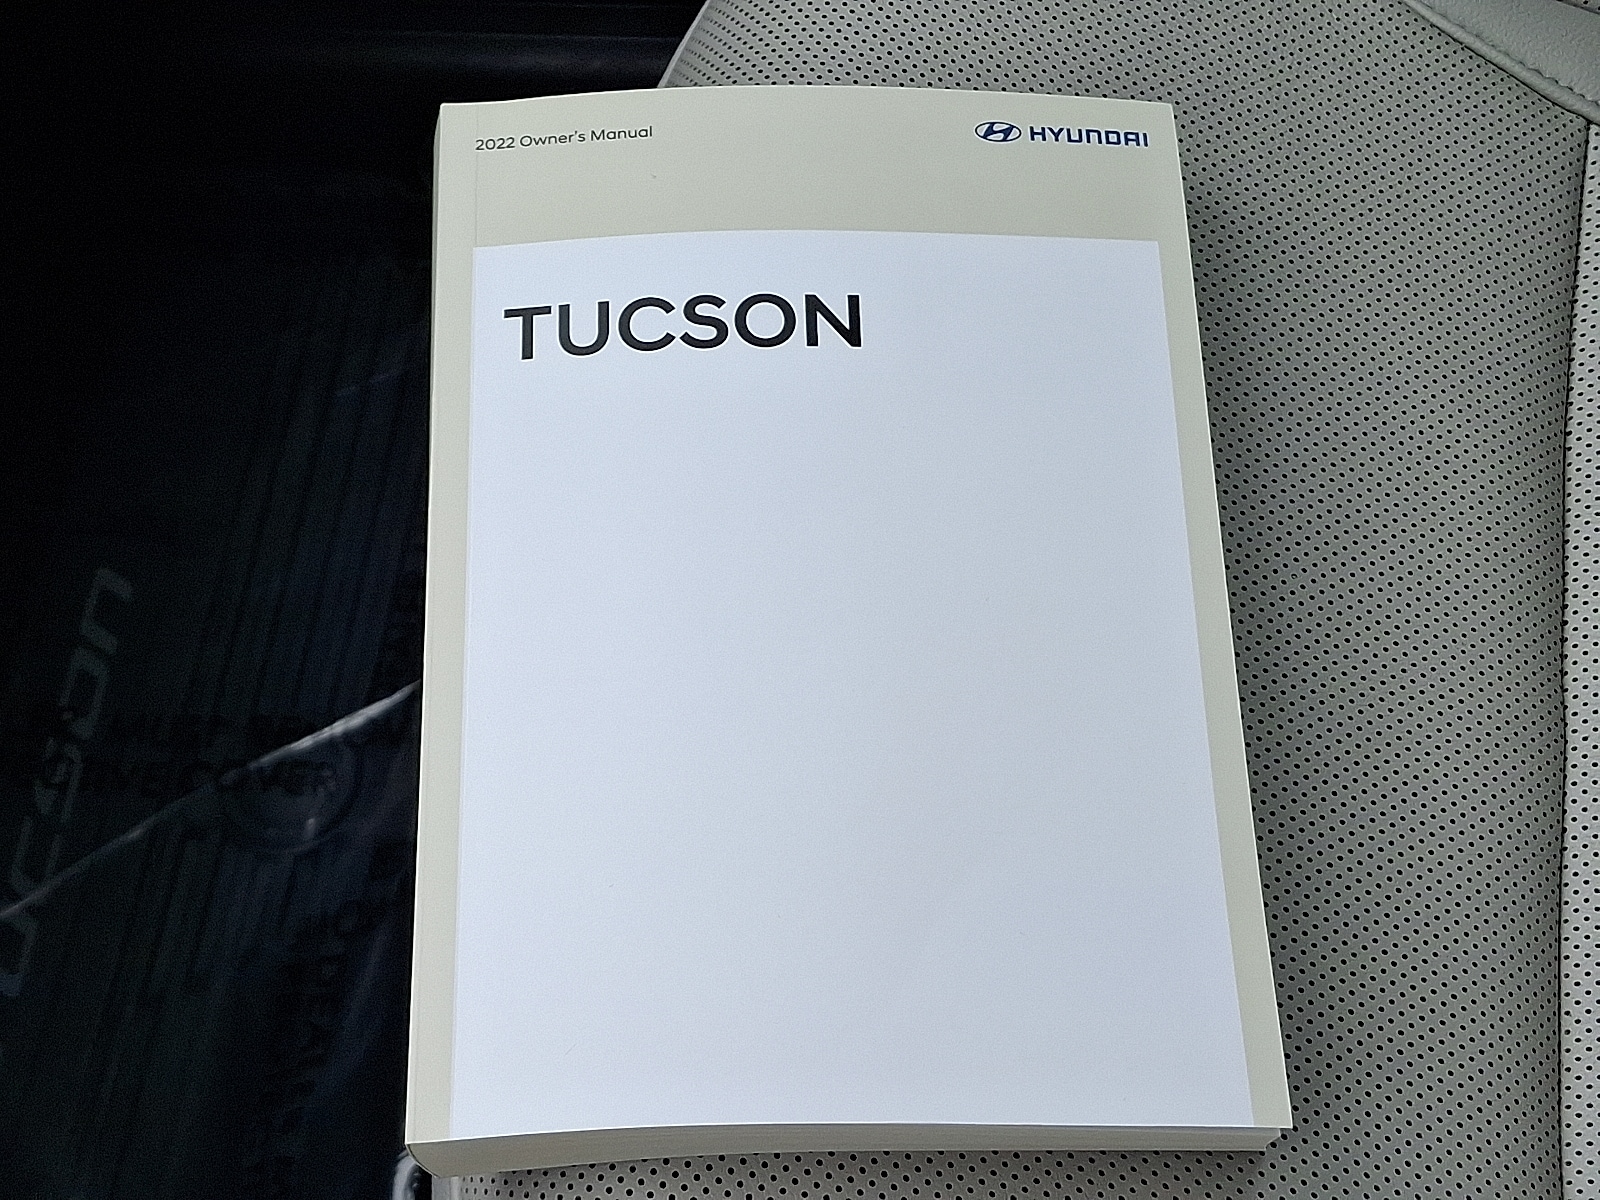 2022 Owner's Manual
HYUNDAI
TUCSON